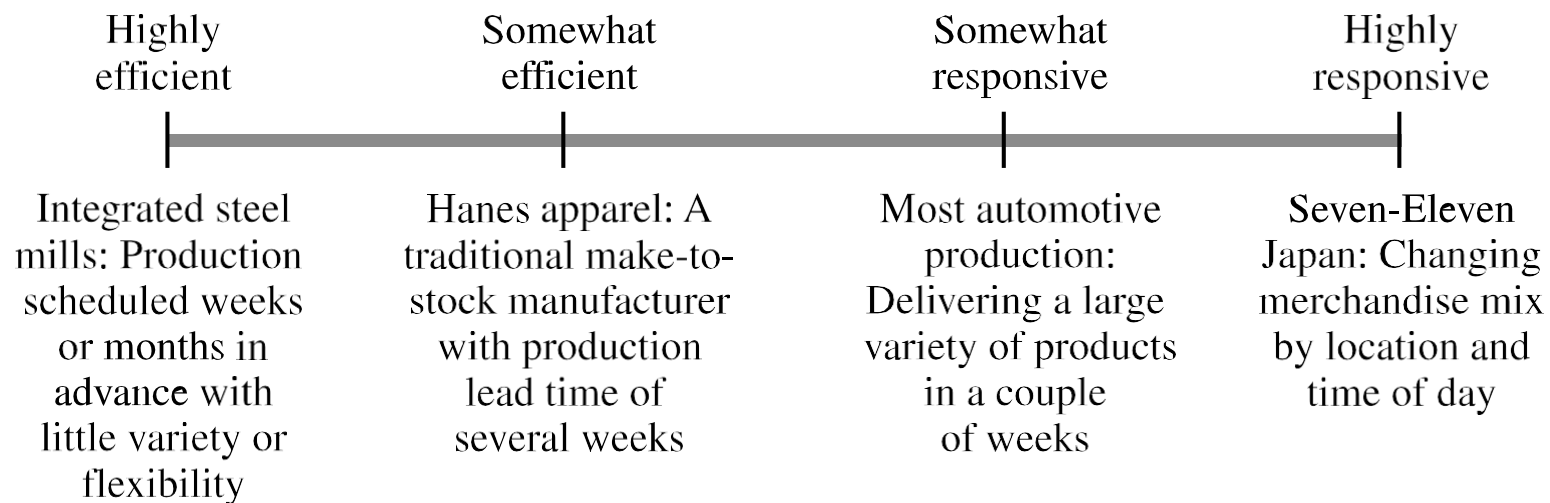 Highly
efficient
Somewhat
efficient
Somewhat
responsive
Highly
responsive
Integrated steel
mills: Production
scheduled weeks
or months in
advance with
little variety or
flexibility
Hanes apparel: A
traditional make-to-
stock manufacturer
with production
lead time of
several weeks
Most automotive
production:
Delivering a large
variety of products
in a couple
of weeks
Seven-Eleven
Japan: Changing
merchandise mix
by location and
time of day